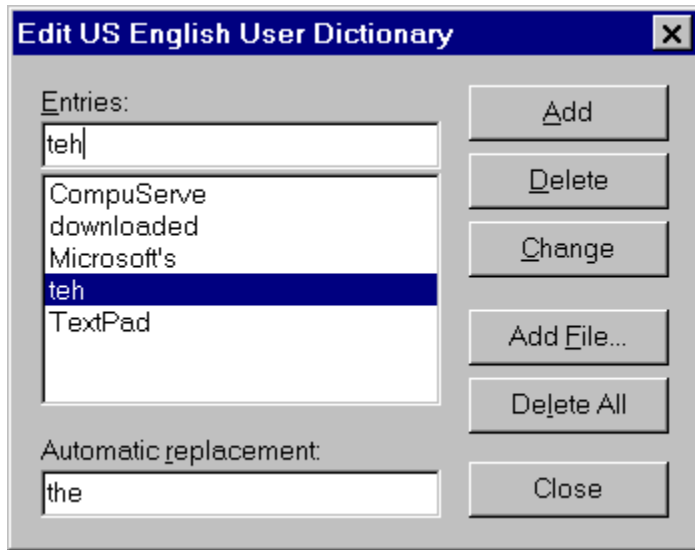 Edit US English User Dictionary
Entries:
teh
CompuServe
downloaded
Microsoft's
teh
TextPad
Automatic replacement:
the
Add
Delete
Change
Add File...
Delete All
Close